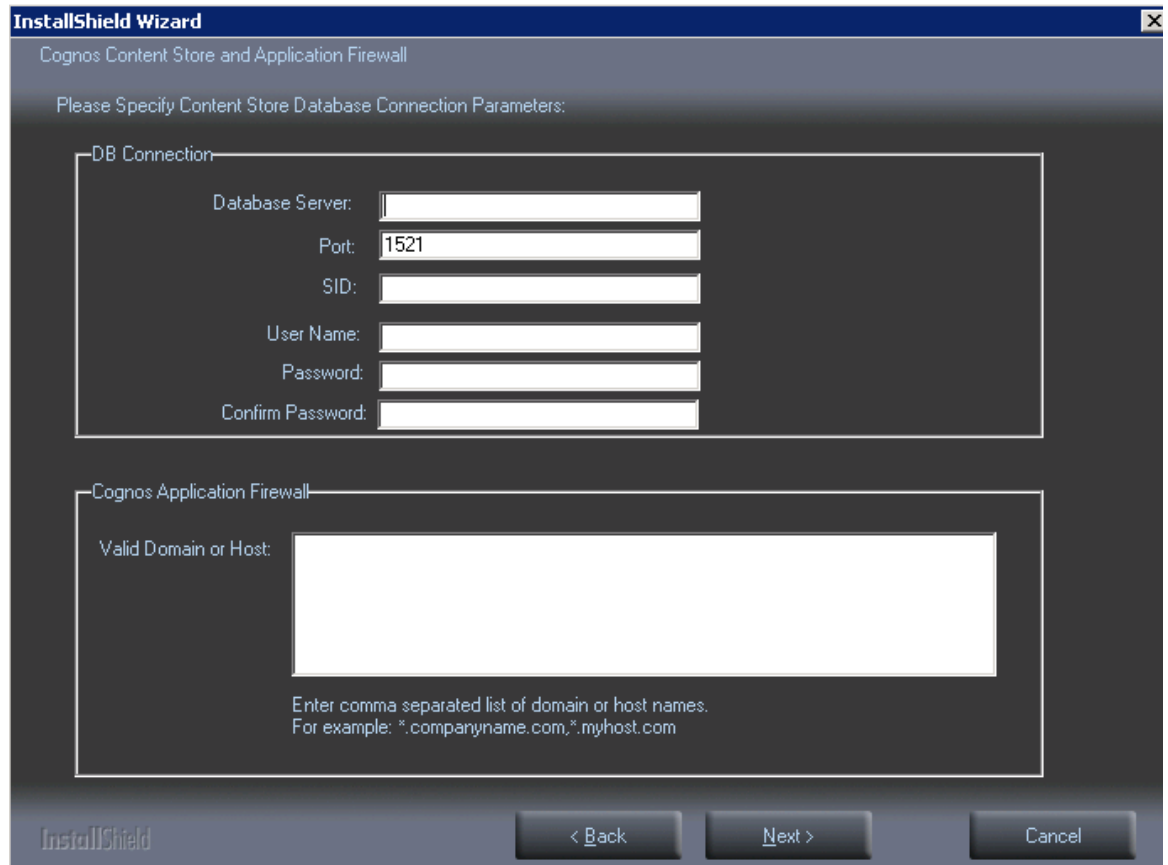 InstallShield Wizard
Cognos Content Store and Application Firewall
Please Specify Content Store Database Connection Parameters:
DB Connection
Database Server:
Port: 1521
SID:
User Name:
Password:
Confirm Password:
Cognos Application Firewall
Valid Domain or Host:
Enter comma separated list of domain or host names.
For example: *.companyname.com,*.myhost.com
InstallShield
< Back Next > Cancel